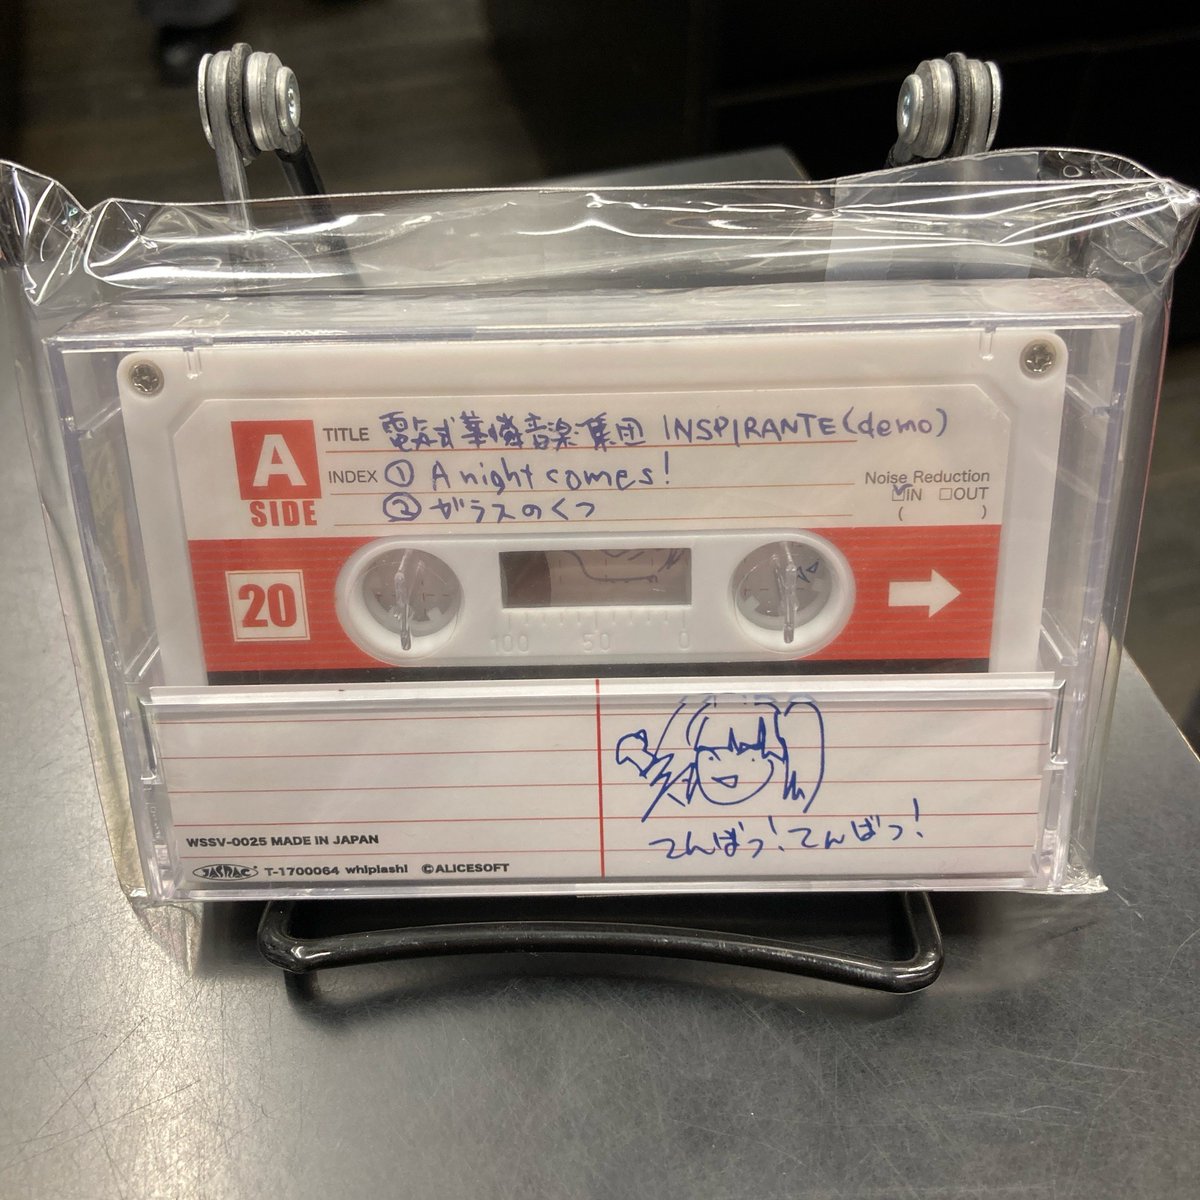 A
SIDE
TITLE 電気式華憐音楽集団 INSPIRANTE(demo)
INDEX ① A night comes!
② ガラスのくつ
Noise Reduction
☑IN □OUT
( )
20
100 50 0
WSSV-0025 MADE IN JAPAN
JASRAC T-1700064 whiplash! ©ALICESOFT
てんばっ!てんばっ!